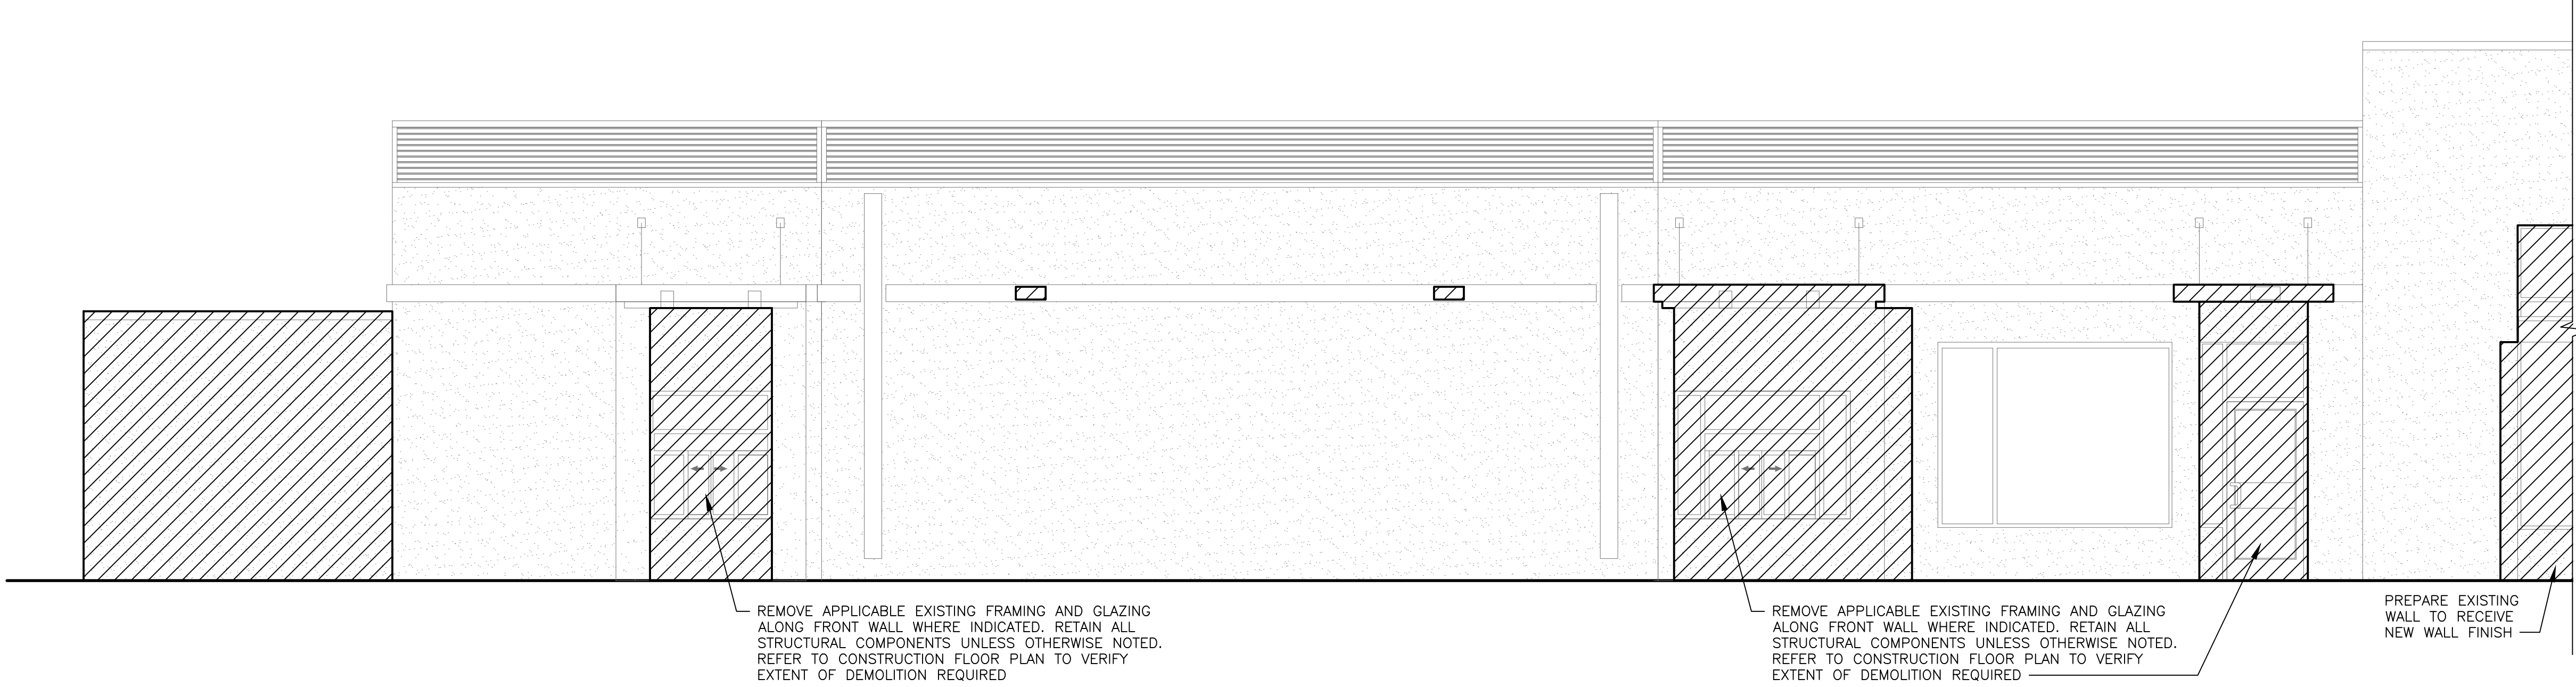 REMOVE APPLICABLE EXISTING FRAMING AND GLAZING
ALONG FRONT WALL WHERE INDICATED. RETAIN ALL
STRUCTURAL COMPONENTS UNLESS OTHERWISE NOTED.
REFER TO CONSTRUCTION FLOOR PLAN TO VERIFY
EXTENT OF DEMOLITION REQUIRED
REMOVE APPLICABLE EXISTING FRAMING AND GLAZING
ALONG FRONT WALL WHERE INDICATED. RETAIN ALL
STRUCTURAL COMPONENTS UNLESS OTHERWISE NOTED.
REFER TO CONSTRUCTION FLOOR PLAN TO VERIFY
EXTENT OF DEMOLITION REQUIRED
PREPARE EXISTING
WALL TO RECEIVE
NEW WALL FINISH